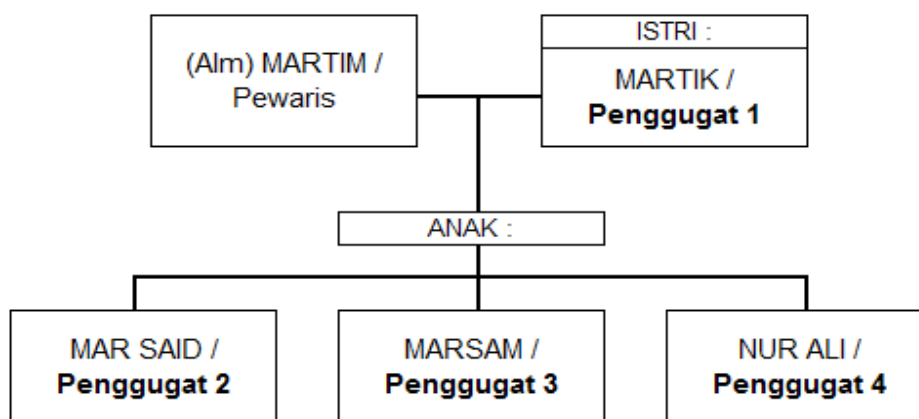 (Alm) MARTIM /
Pewaris
ISTRI :
MARTIK /
Penggugat 1
ANAK :
MAR SAID /
Penggugat 2
MARSAM /
Penggugat 3
NUR ALI /
Penggugat 4